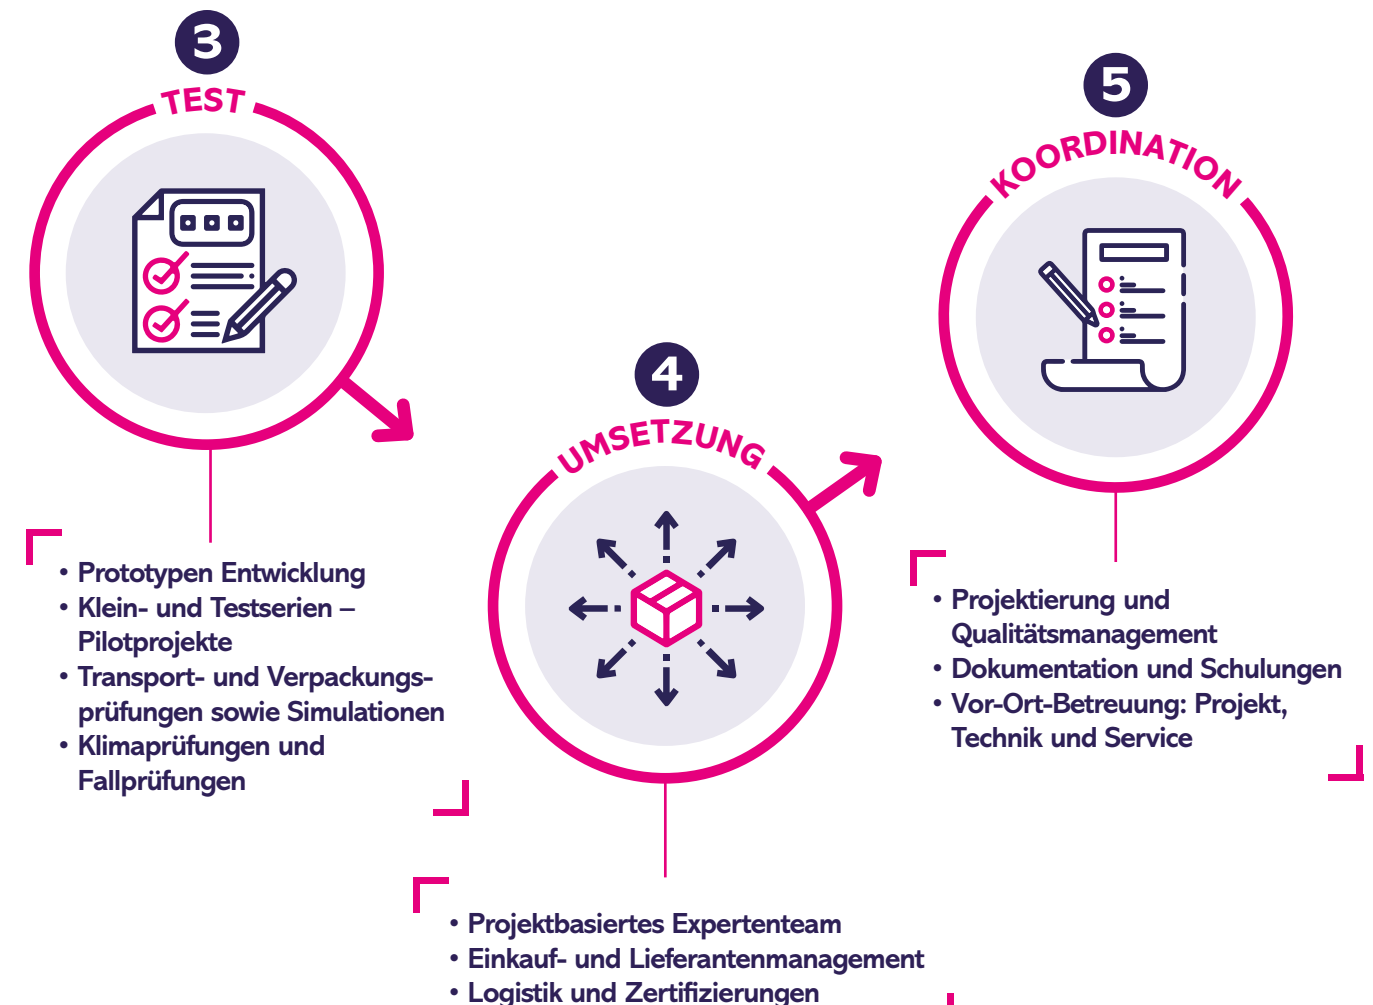 3
TEST
• Prototypen Entwicklung
• Klein- und Testserien –
Pilotprojekte
• Transport- und Verpackungs-
prüfungen sowie Simulationen
• Klimaprüfungen und
Fallprüfungen
4
UMSETZUNG
• Projektbasiertes Expertenteam
• Einkauf- und Lieferantenmanagement
• Logistik und Zertifizierungen
5
KOORDINATION
• Projektierung und
Qualitätsmanagement
• Dokumentation und Schulungen
• Vor-Ort-Betreuung: Projekt,
Technik und Service